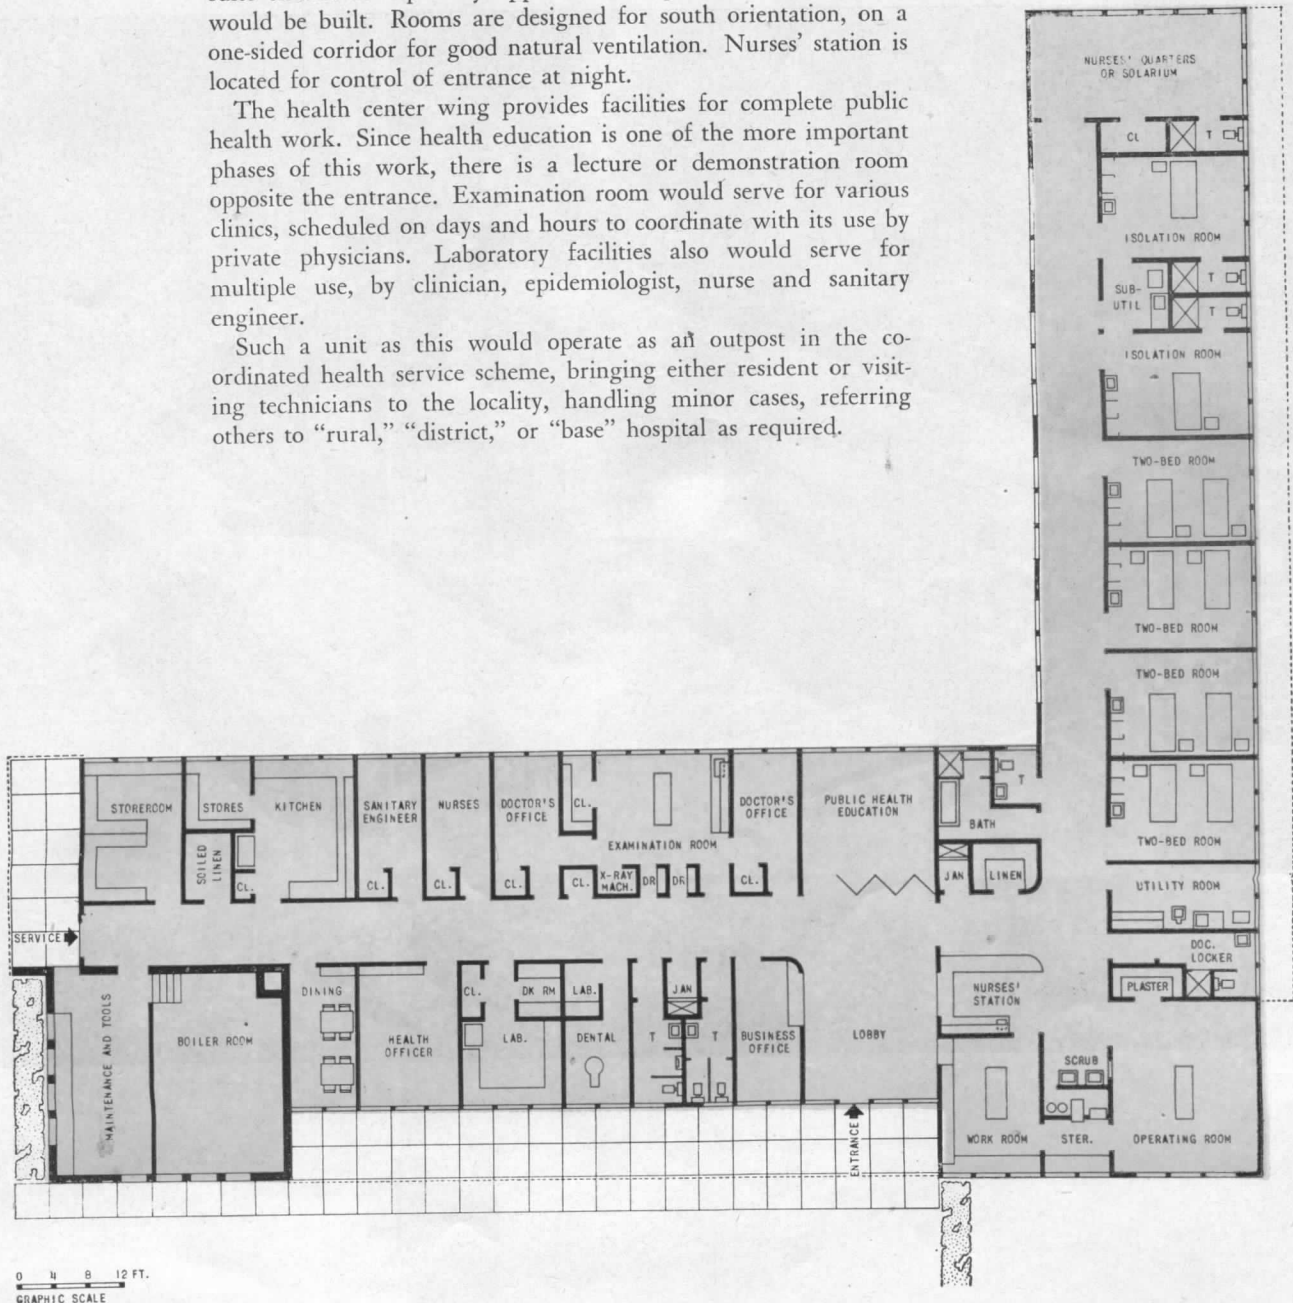 would be built. Rooms are designed for south orientation, on a
one-sided corridor for good natural ventilation. Nurses’ station is
located for control of entrance at night.
The health center wing provides facilities for complete public
health work. Since health education is one of the more important
phases of this work, there is a lecture or demonstration room
opposite the entrance. Examination room would serve for various
clinics, scheduled on days and hours to coordinate with its use by
private physicians. Laboratory facilities also would serve for
multiple use, by clinician, epidemiologist, nurse and sanitary
engineer.
Such a unit as this would operate as an outpost in the co-
ordinated health service scheme, bringing either resident or visit-
ing technicians to the locality, handling minor cases, referring
others to “rural,” “district,” or “base” hospital as required.
NURSES' QUARTERS
OR SOLARIUM
CL
T
ISOLATION ROOM
SUB-
UTIL
T
T
ISOLATION ROOM
TWO-BED ROOM
TWO-BED ROOM
TWO-BED ROOM
TWO-BED ROOM
UTILITY ROOM
DOC.
LOCKER
PLASTER
STOREROOM
STORES
KITCHEN
SOILED
LINEN
CL.
SANITARY
ENGINEER
CL.
NURSES
CL.
DOCTOR'S
OFFICE
CL.
CL.
EXAMINATION ROOM
CL.
X-RAY
MACH.
DR
DR.
DOCTOR'S
OFFICE
CL.
PUBLIC HEALTH
EDUCATION
T
BATH
JAN
LINEN
SERVICE
MAINTENANCE AND TOOLS
BOILER ROOM
DINING
HEALTH
OFFICER
CL.
DK RM
LAB.
LAB.
DENTAL
T
JAN
T
BUSINESS
OFFICE
LOBBY
NURSES'
STATION
SCRUB
WORK ROOM
STER.
OPERATING ROOM
ENTRANCE
0 4 8 12 FT.
GRAPHIC SCALE